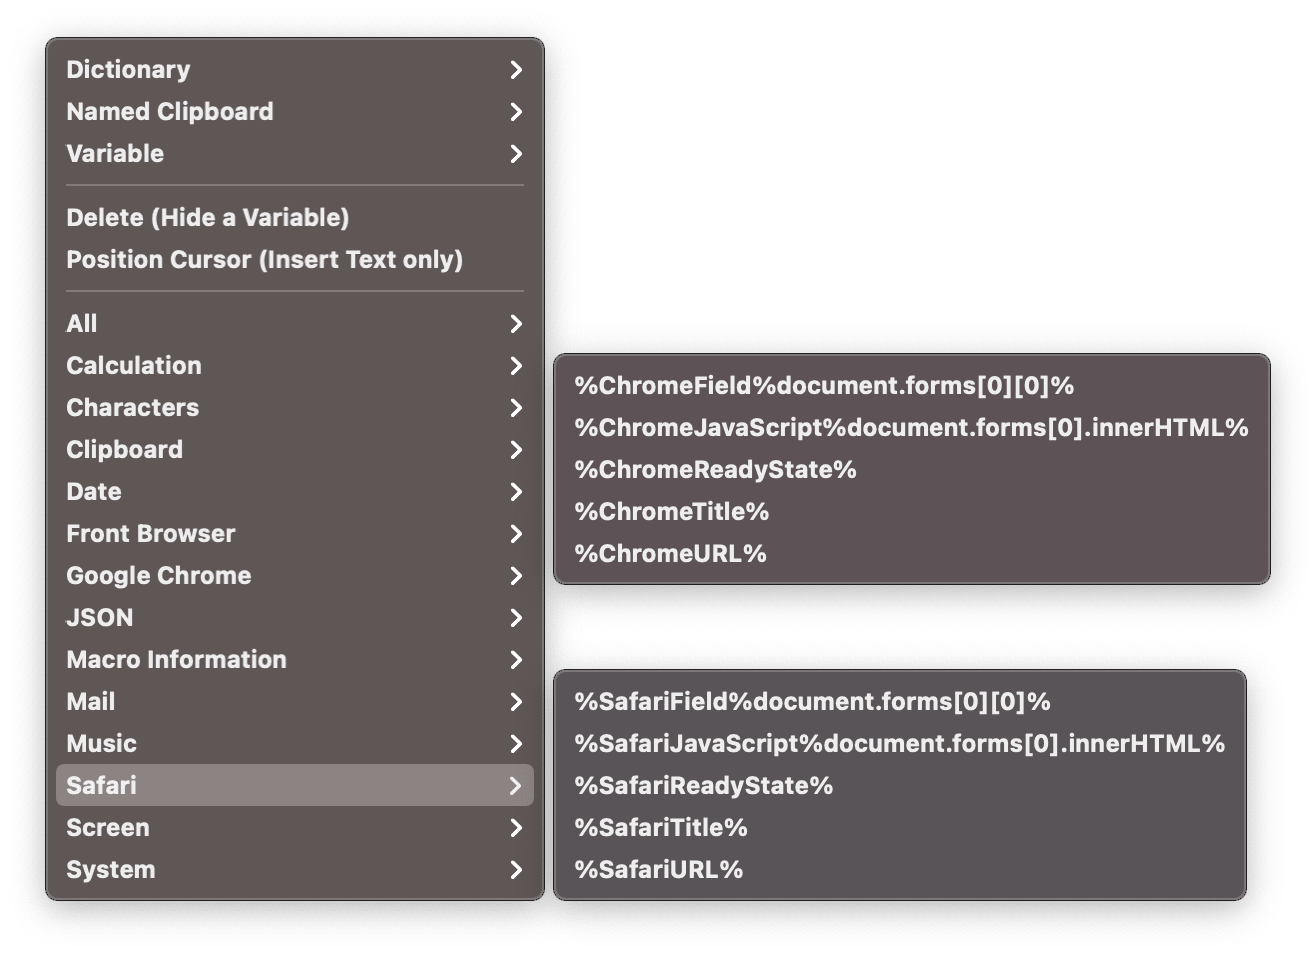 Dictionary
Named Clipboard
Variable
Delete (Hide a Variable)
Position Cursor (Insert Text only)
All
Calculation
Characters
Clipboard
Date
Front Browser
Google Chrome
JSON
Macro Information
Mail
Music
Safari
Screen
System
%ChromeField%document.forms[0][0]%
%ChromeJavaScript%document.forms[0].innerHTML%
%ChromeReadyState%
%ChromeTitle%
%ChromeURL%
%SafariField%document.forms[0][0]%
%SafariJavaScript%document.forms[0].innerHTML%
%SafariReadyState%
%SafariTitle%
%SafariURL%